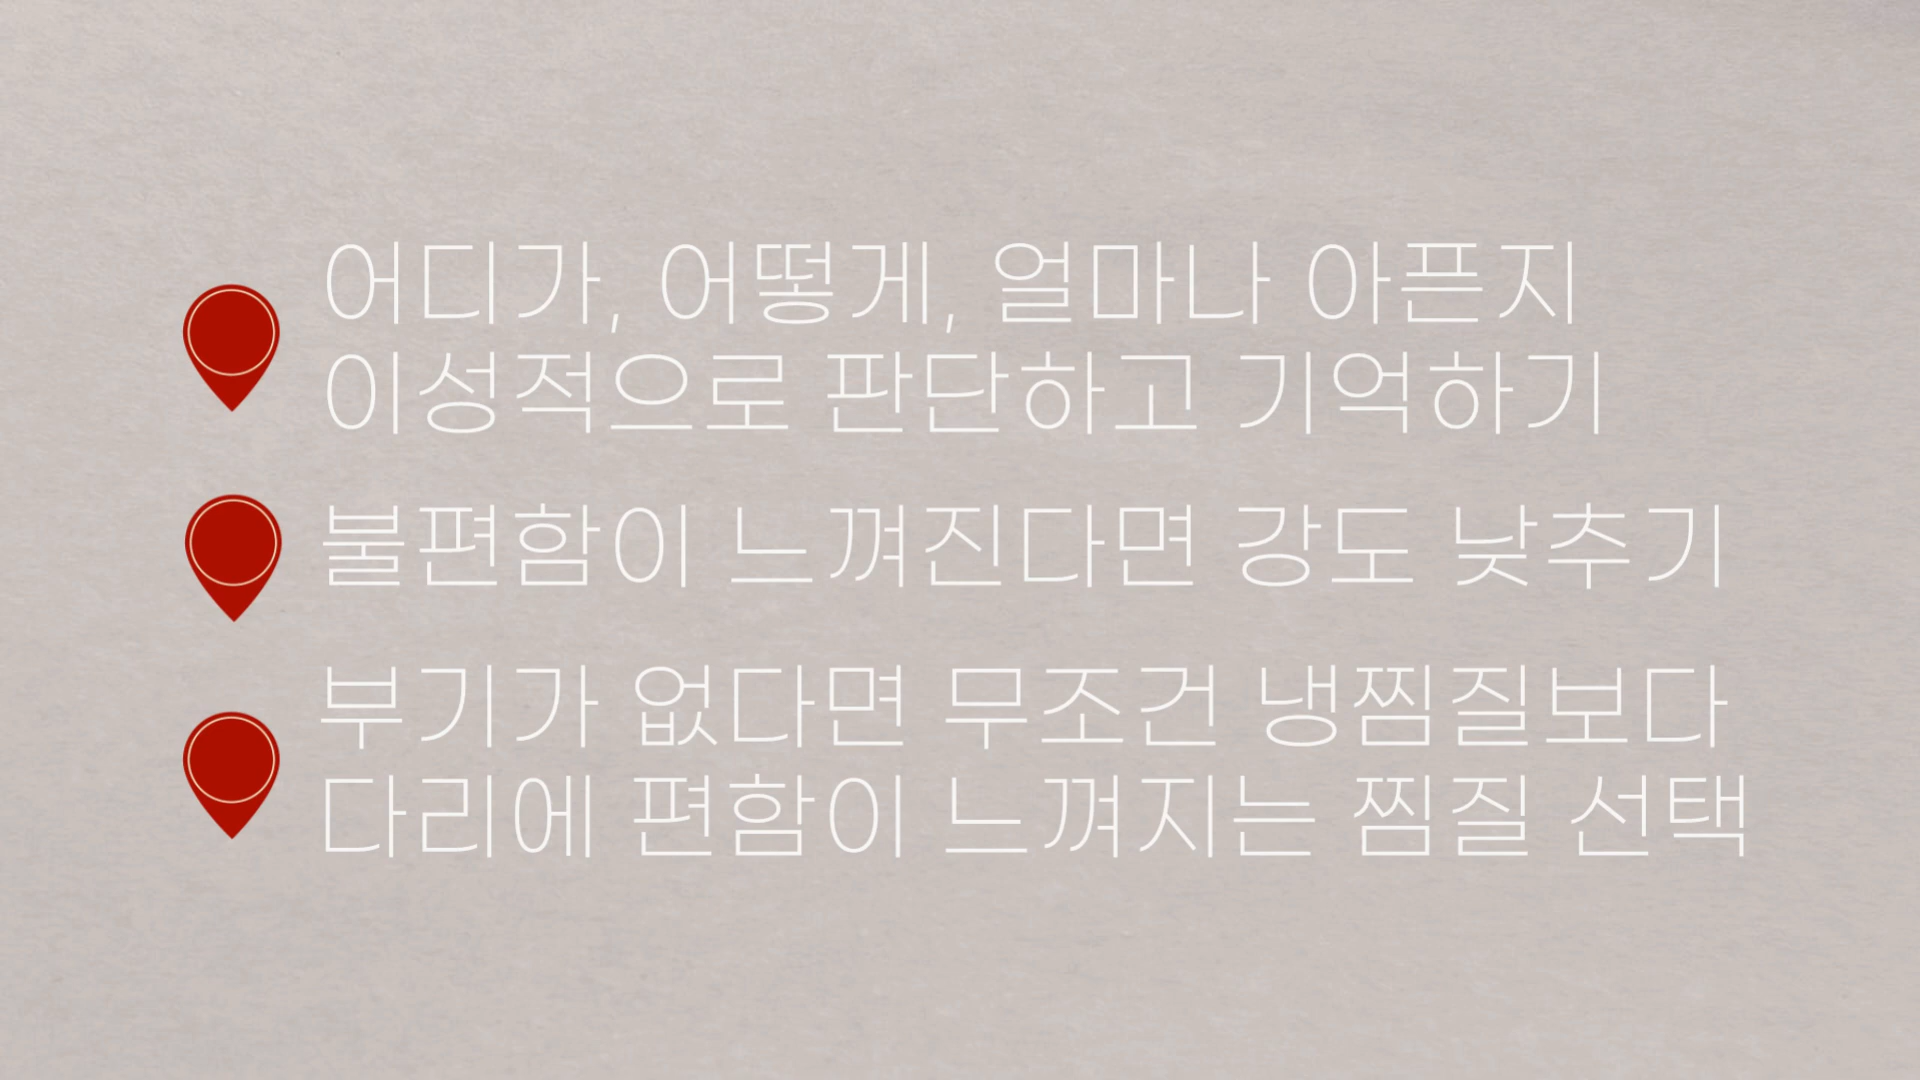 어디가, 어떻게, 얼마나 아픈지
이성적으로 판단하고 기억하기
불편함이 느껴진다면 강도 낮추기
부기가 없다면 무조건 냉찜질보다
다리에 편함이 느껴지는 찜질 선택